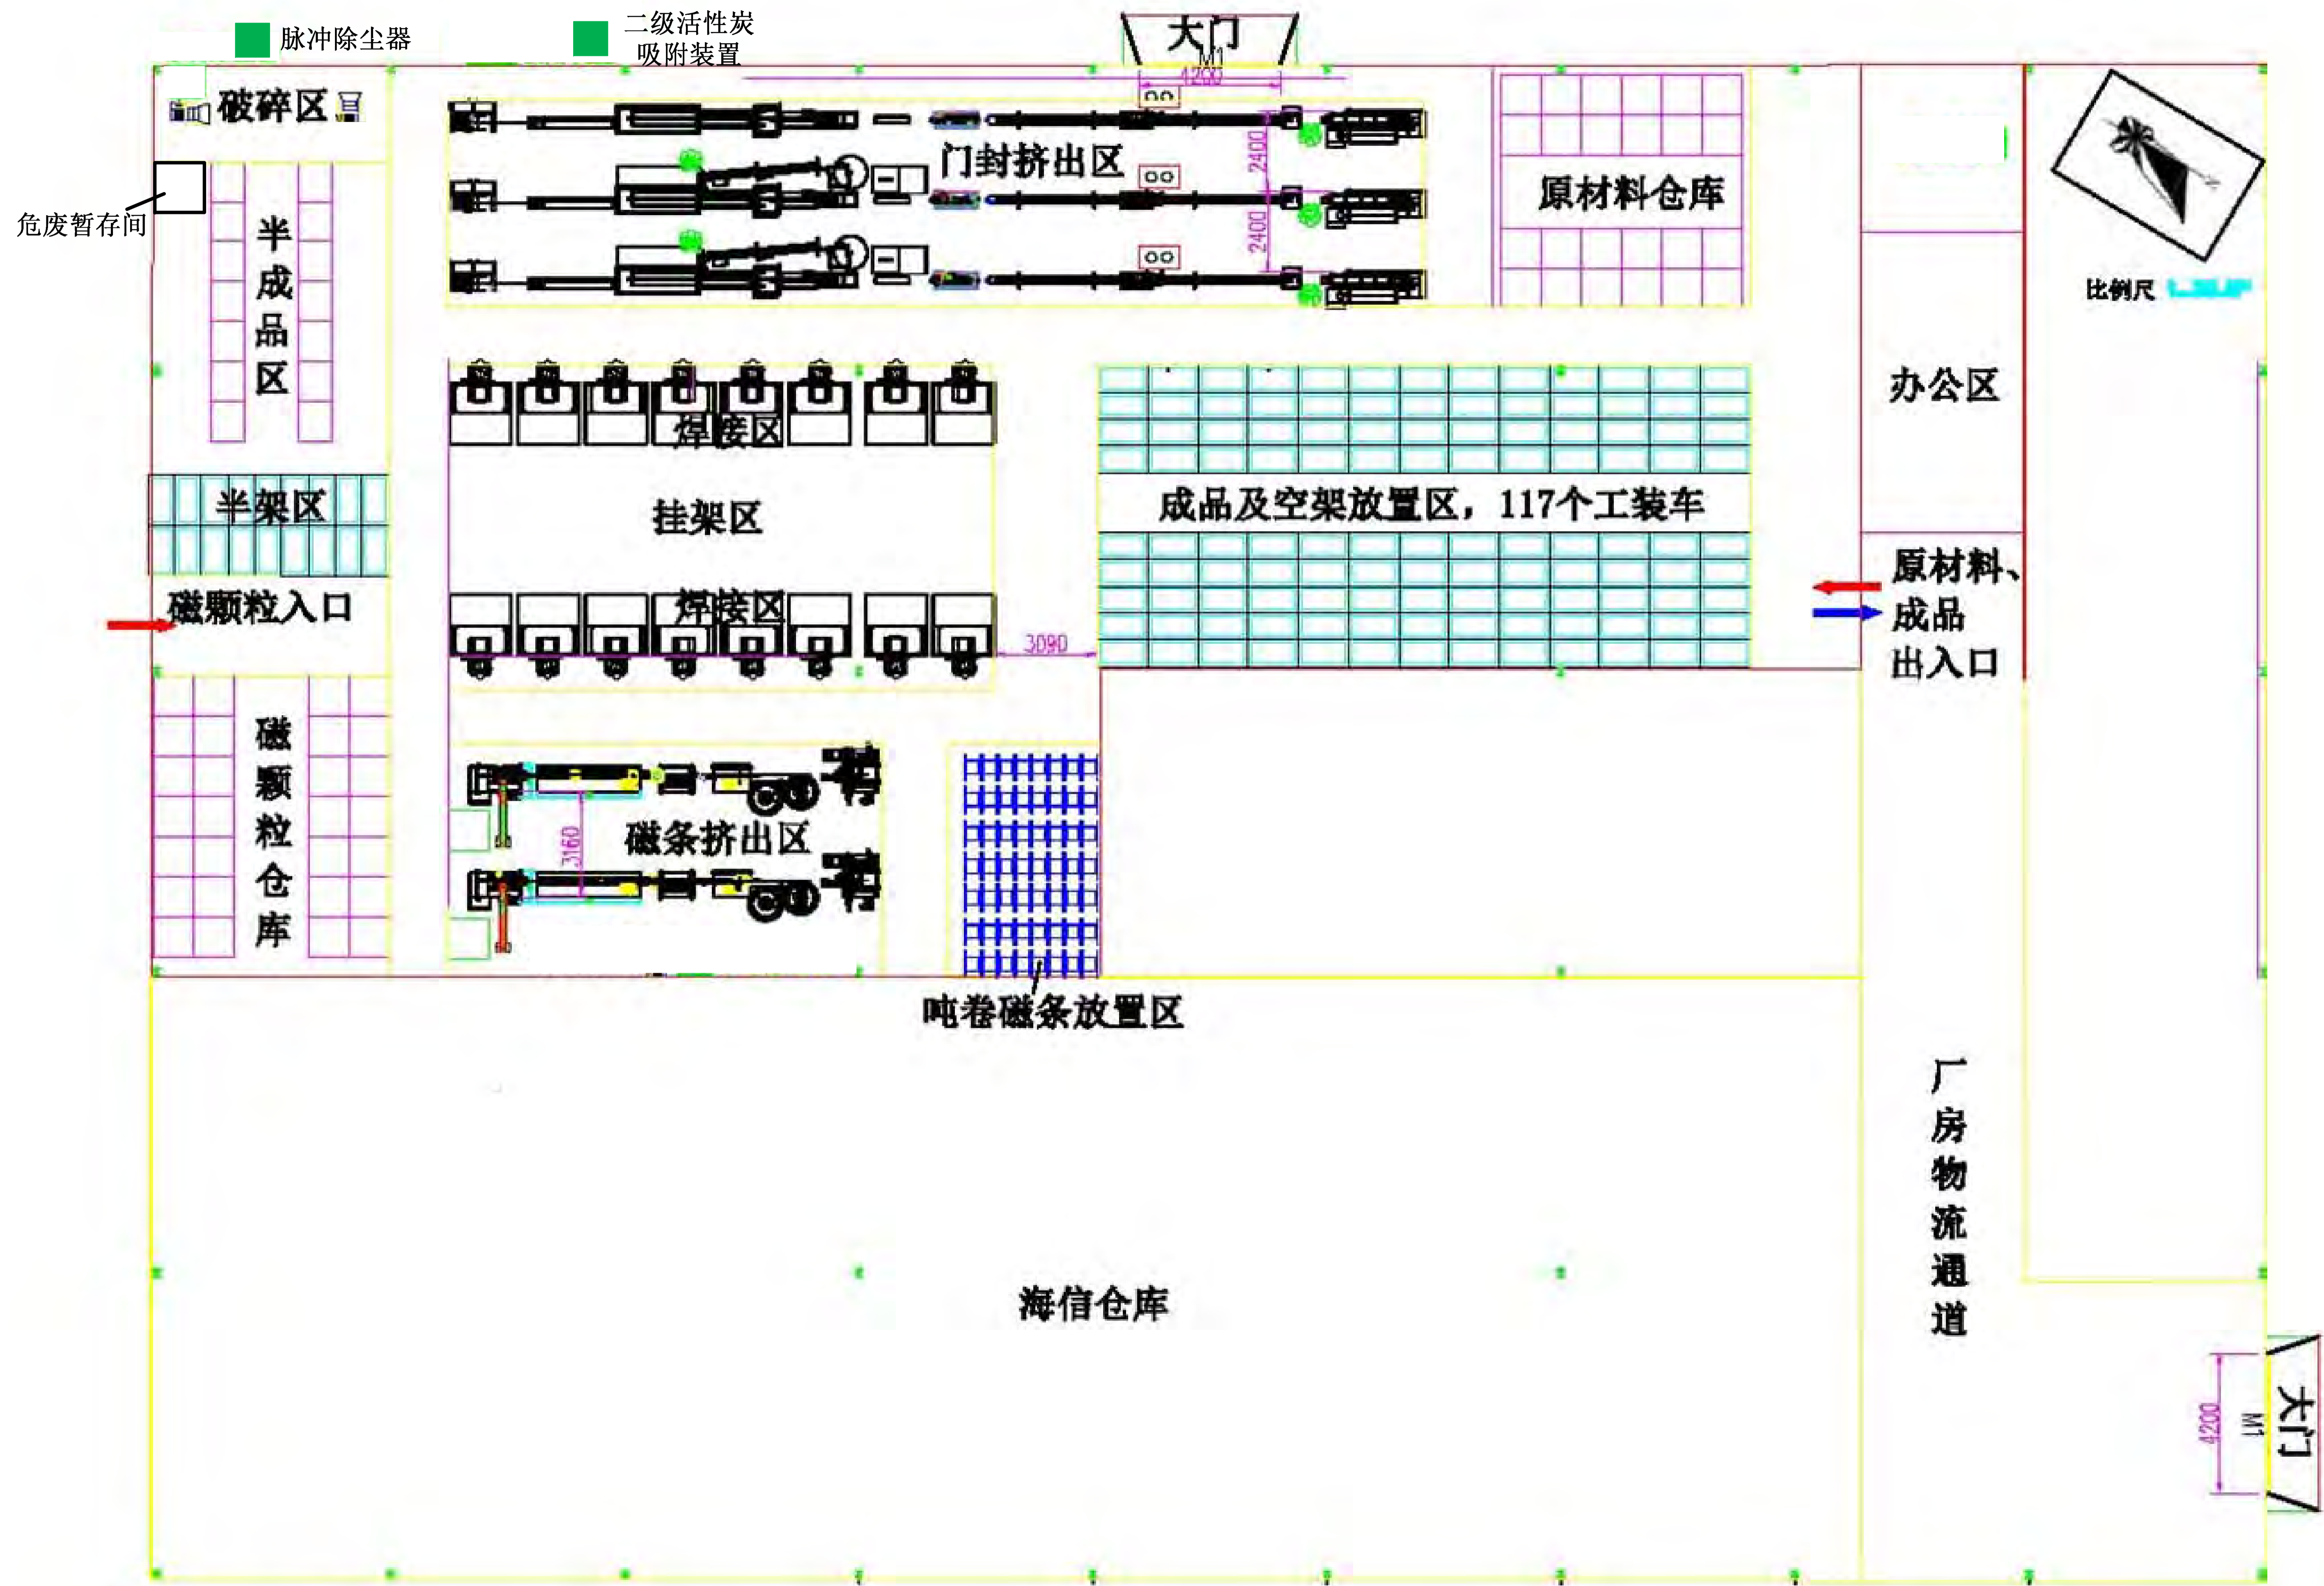 脉冲除尘器
二级活性炭
吸附装置
大门
M1
4200
破碎区
门封挤出区
2400
2400
原材料仓库
危废暂存间
半成品区
比例尺
办公区
焊接区
半架区
挂架区
成品及空架放置区，117个工装车
原材料、
成品
出入口
磁颗粒入口
焊接区
3090
磁颗粒仓库
磁条挤出区
3160
吨卷磁条放置区
厂房物流通道
海信仓库
大门
M1
4200